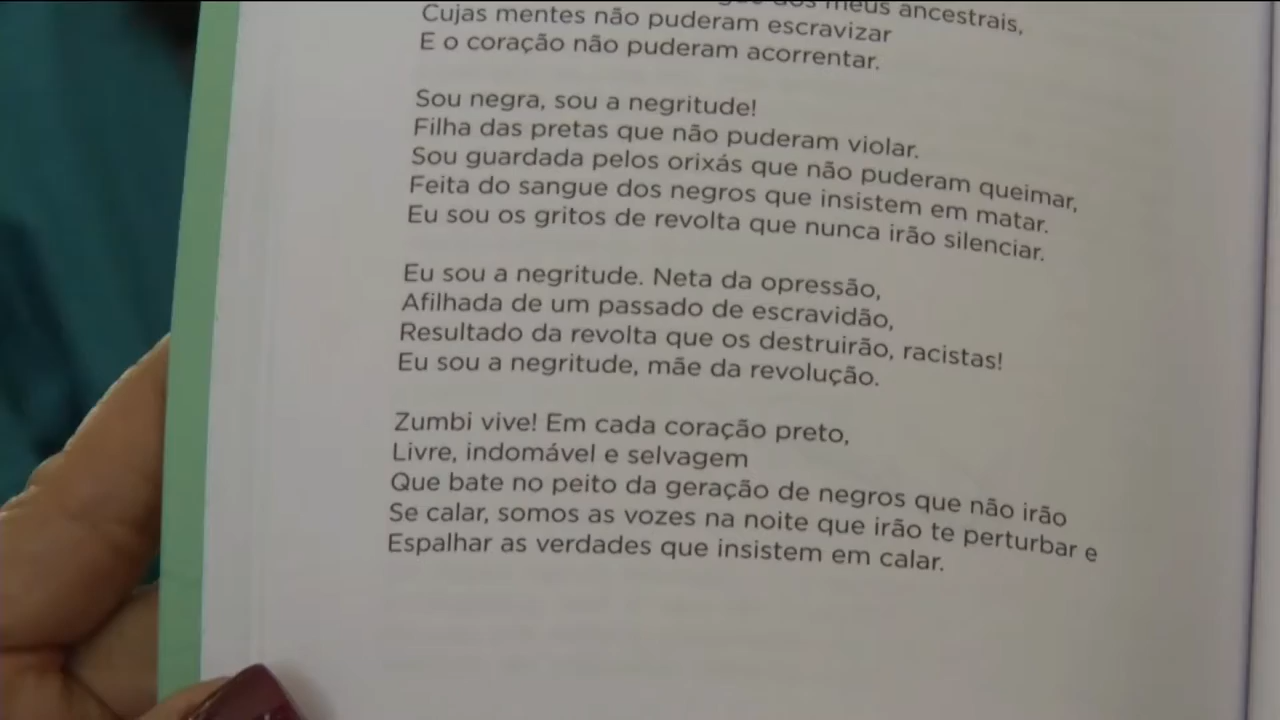 meus ancestrais,
Cujas mentes não puderam escravizar
E o coração não puderam acorrentar.
Sou negra, sou a negritude!
Filha das pretas que não puderam violar.
Sou guardada pelos orixás que não puderam queimar,
Feita do sangue dos negros que insistem em matar.
Eu sou os gritos de revolta que nunca irão silenciar.
Eu sou a negritude. Neta da opressão,
Afilhada de um passado de escravidão,
Resultado da revolta que os destruirão, racistas!
Eu sou a negritude, mãe da revolução.
Zumbi vive! Em cada coração preto,
Livre, indomável e selvagem
Que bate no peito da geração de negros que não irão
Se calar, somos as vozes na noite que irão te perturbar e
Espalhar as verdades que insistem em calar.